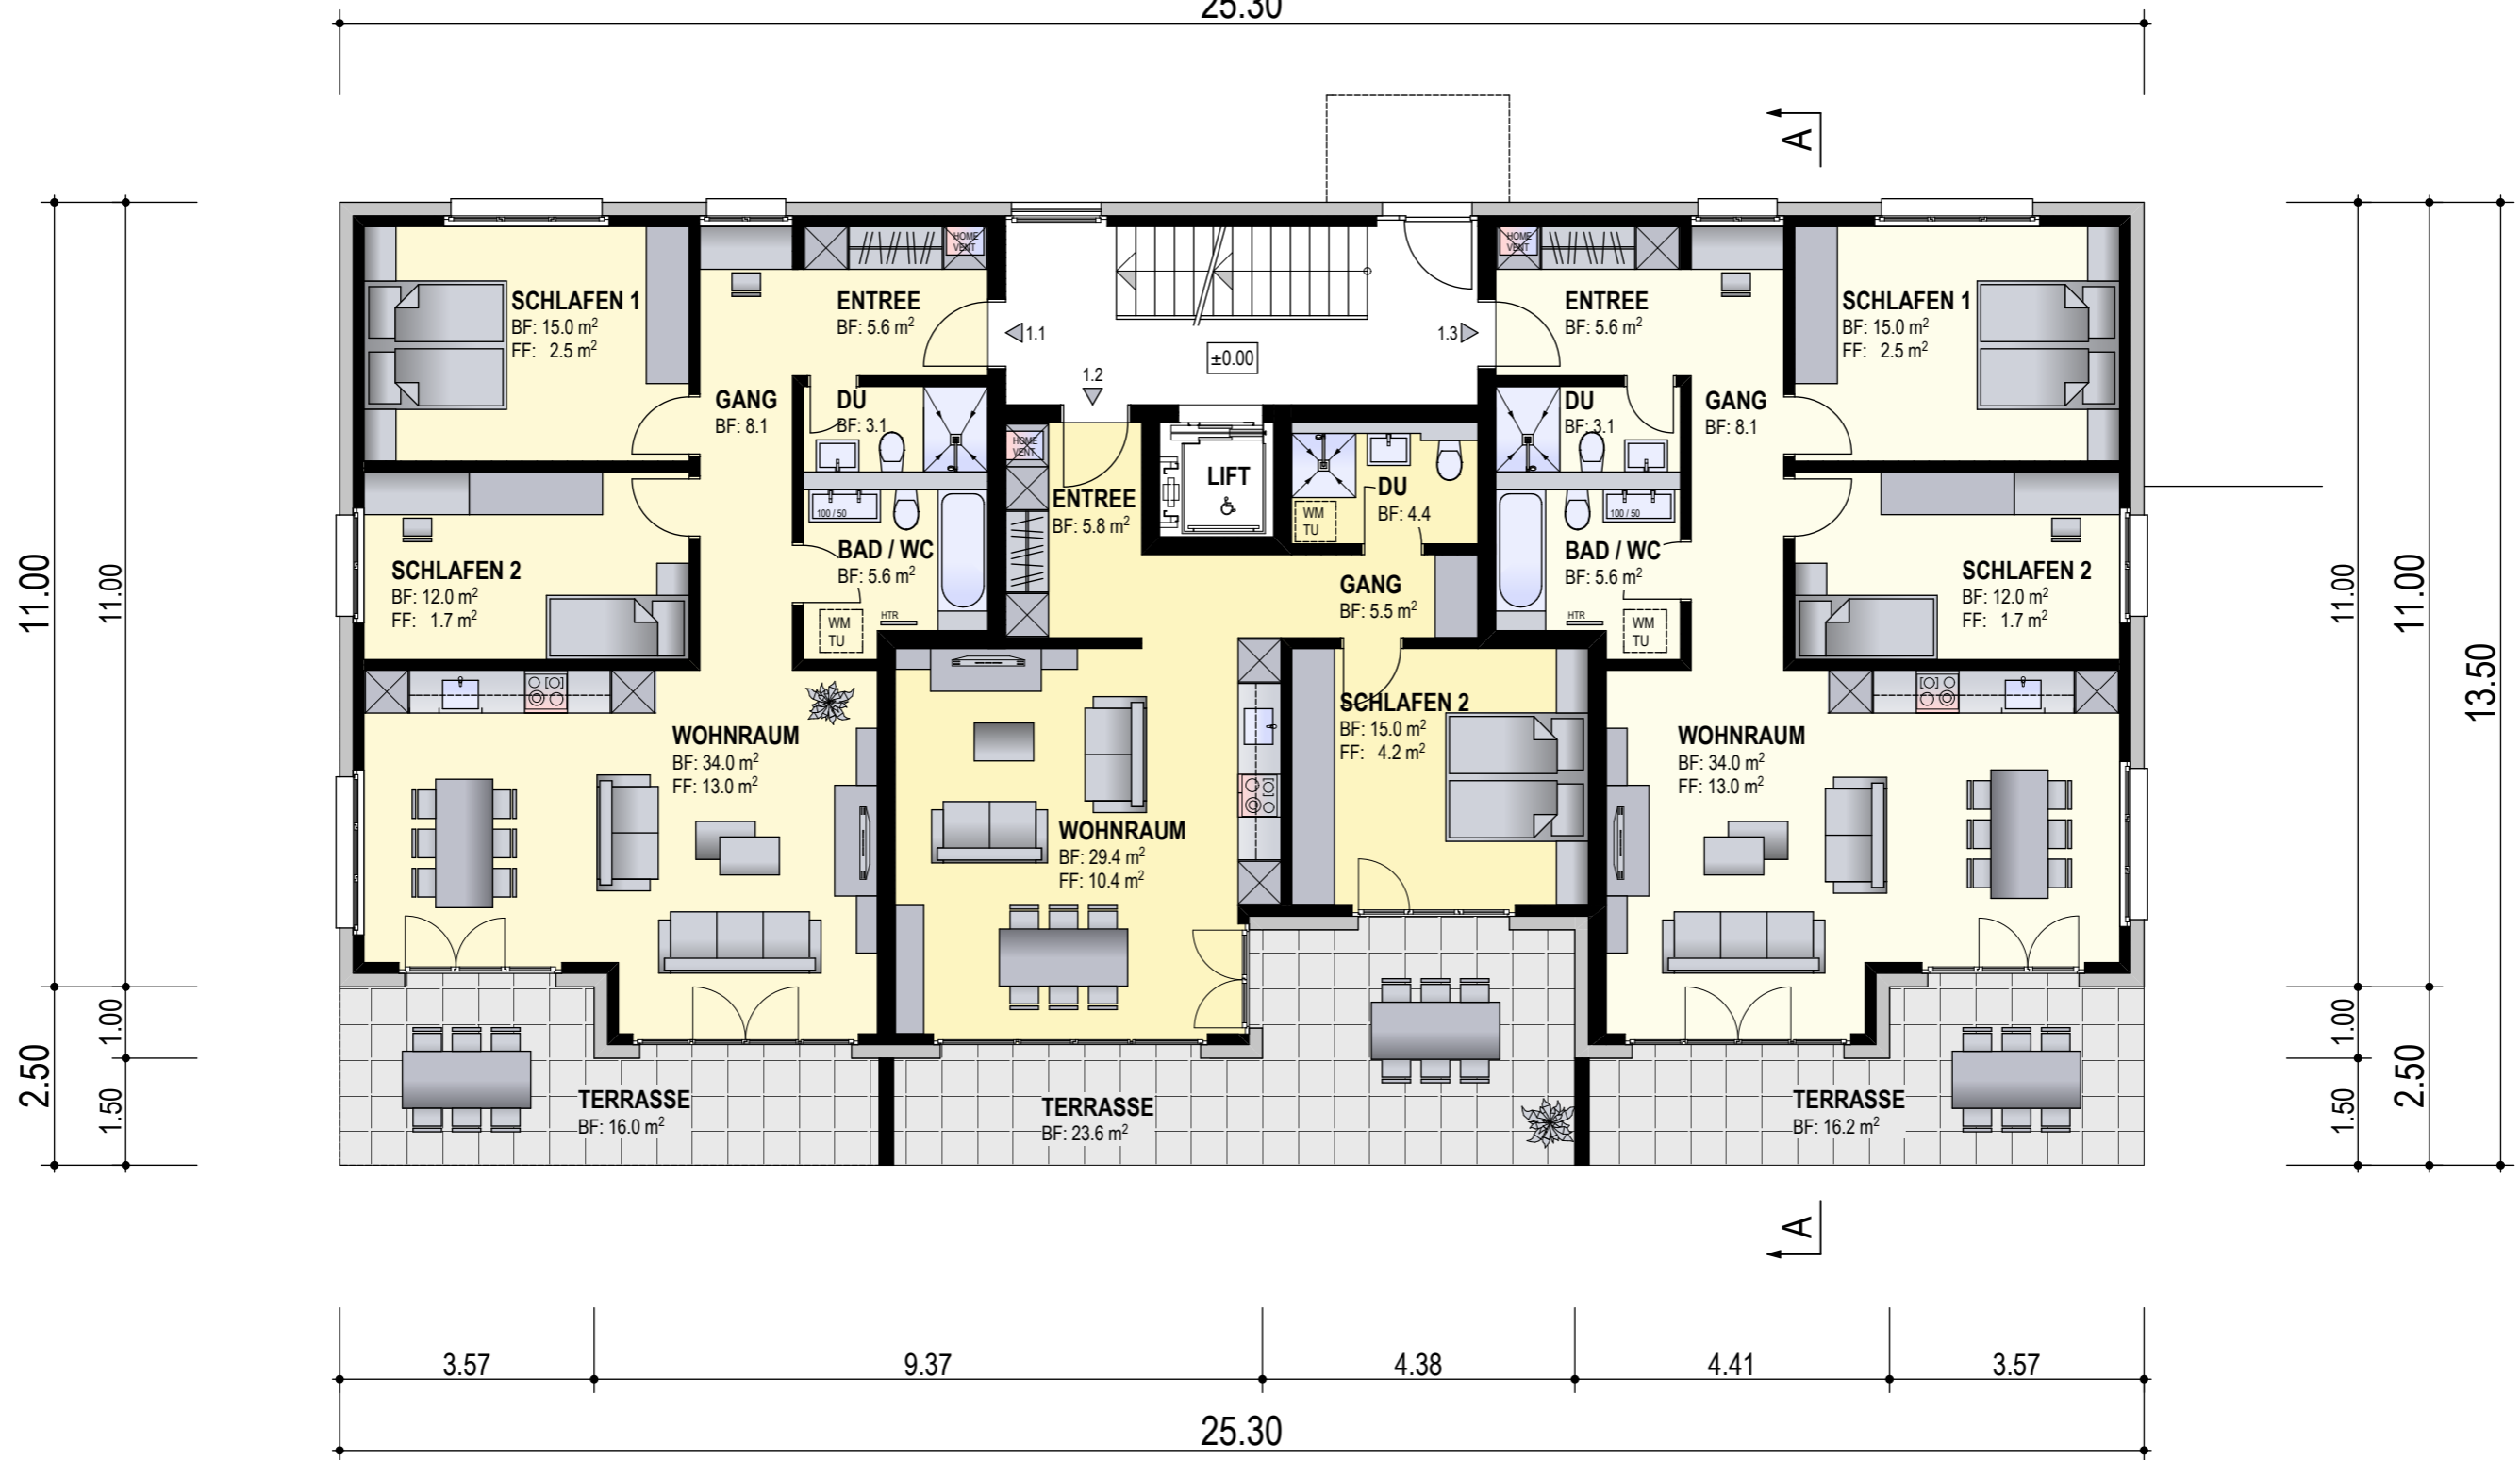 25.30
A
HOME
VENT
HOME
VENT
SCHLAFEN 1
BF: 15.0 m²
FF: 2.5 m²
ENTREE
BF: 5.6 m²
1.1
1.2
±0.00
1.3
ENTREE
BF: 5.6 m²
SCHLAFEN 1
BF: 15.0 m²
FF: 2.5 m²
GANG
BF: 8.1
DU
BF: 3.1
DU
BF: 3.1
GANG
BF: 8.1
HOME
VENT
LIFT
ENTREE
BF: 5.8 m²
DU
BF: 4.4
WM
TU
100 / 50
100 / 50
BAD / WC
BF: 5.6 m²
BAD / WC
BF: 5.6 m²
SCHLAFEN 2
BF: 12.0 m²
FF: 1.7 m²
GANG
BF: 5.5 m²
SCHLAFEN 2
BF: 12.0 m²
FF: 1.7 m²
HTR
WM
TU
HTR
WM
TU
11.00
11.00
11.00
11.00
13.50
SCHLAFEN 2
BF: 15.0 m²
FF: 4.2 m²
WOHNRAUM
BF: 34.0 m²
FF: 13.0 m²
WOHNRAUM
BF: 34.0 m²
FF: 13.0 m²
WOHNRAUM
BF: 29.4 m²
FF: 10.4 m²
1.00
2.50
1.50
1.00
2.50
1.50
TERRASSE
BF: 16.0 m²
TERRASSE
BF: 23.6 m²
TERRASSE
BF: 16.2 m²
A
3.57
9.37
4.38
4.41
3.57
25.30